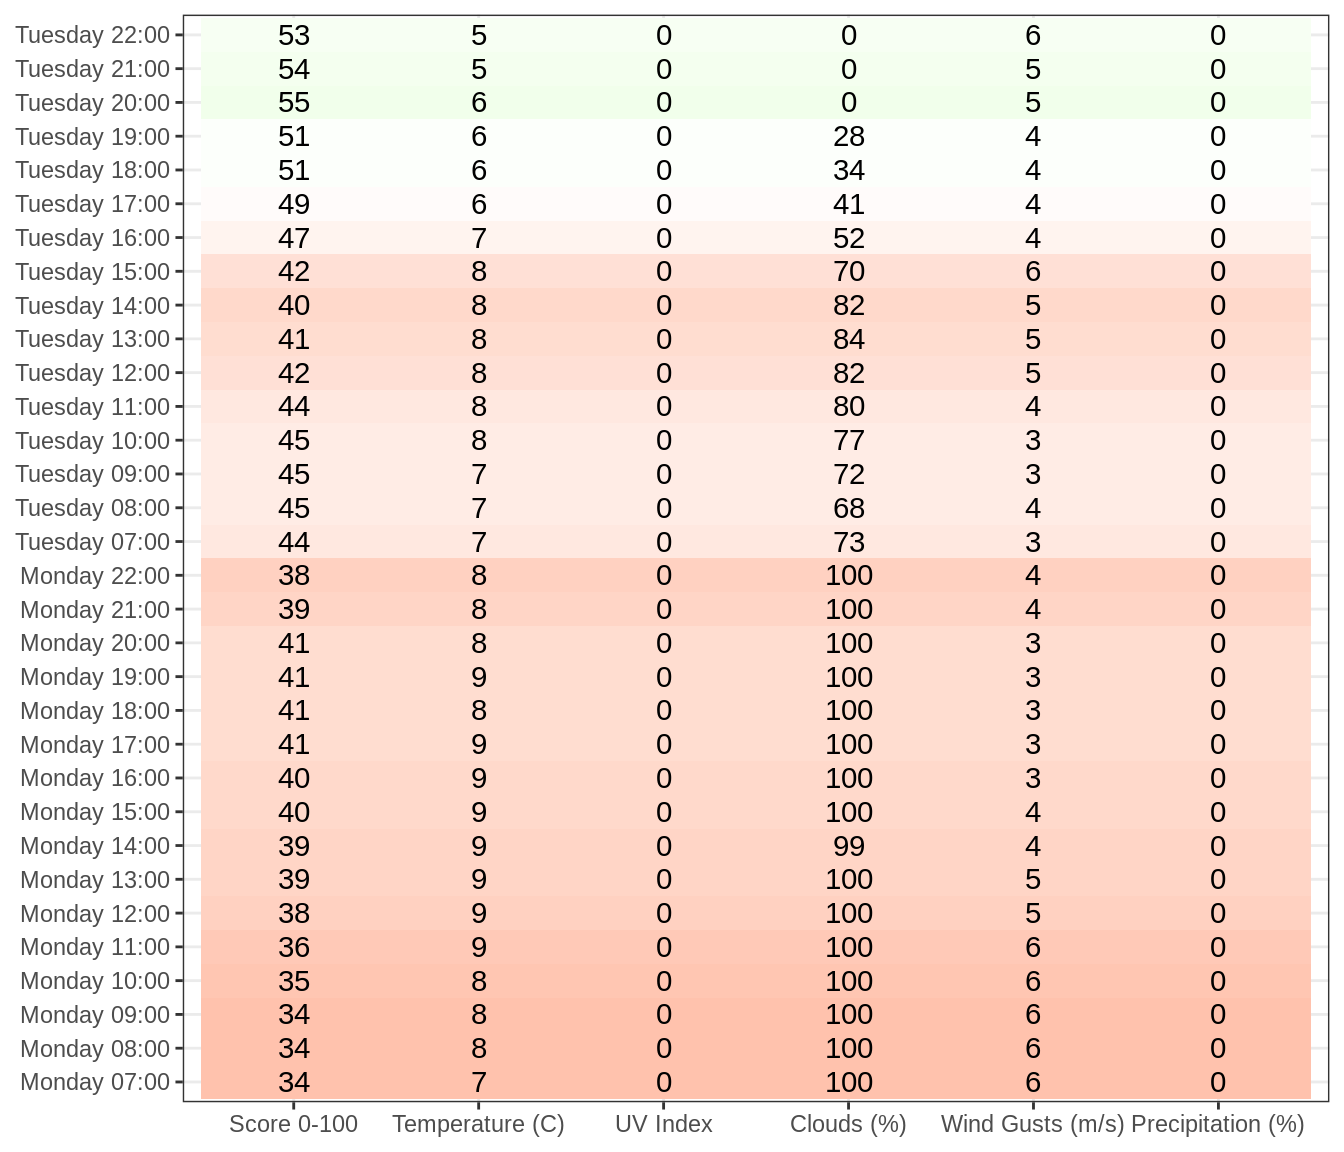 Tuesday 22:00 53 5 0 0 6 0
Tuesday 21:00 54 5 0 0 5 0
Tuesday 20:00 55 6 0 0 5 0
Tuesday 19:00 51 6 0 28 4 0
Tuesday 18:00 51 6 0 34 4 0
Tuesday 17:00 49 6 0 41 4 0
Tuesday 16:00 47 7 0 52 4 0
Tuesday 15:00 42 8 0 70 6 0
Tuesday 14:00 40 8 0 82 5 0
Tuesday 13:00 41 8 0 84 5 0
Tuesday 12:00 42 8 0 82 5 0
Tuesday 11:00 44 8 0 80 4 0
Tuesday 10:00 45 8 0 77 3 0
Tuesday 09:00 45 7 0 72 3 0
Tuesday 08:00 45 7 0 68 4 0
Tuesday 07:00 44 7 0 73 3 0
Monday 22:00 38 8 0 100 4 0
Monday 21:00 39 8 0 100 4 0
Monday 20:00 41 8 0 100 3 0
Monday 19:00 41 9 0 100 3 0
Monday 18:00 41 8 0 100 3 0
Monday 17:00 41 9 0 100 3 0
Monday 16:00 40 9 0 100 3 0
Monday 15:00 40 9 0 100 4 0
Monday 14:00 39 9 0 99 4 0
Monday 13:00 39 9 0 100 5 0
Monday 12:00 38 9 0 100 5 0
Monday 11:00 36 9 0 100 6 0
Monday 10:00 35 8 0 100 6 0
Monday 09:00 34 8 0 100 6 0
Monday 08:00 34 8 0 100 6 0
Monday 07:00 34 7 0 100 6 0
Score 0-100 Temperature (C) UV Index Clouds (%) Wind Gusts (m/s) Precipitation (%)